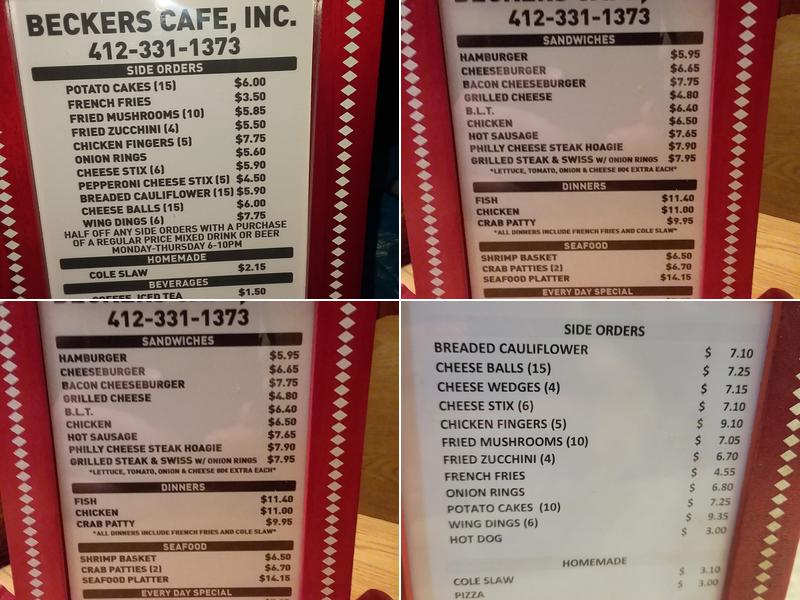 BECKERS CAFE, INC.
412-331-1373
SIDE ORDERS
POTATO CAKES (15) $6.00
FRENCH FRIES $3.50
FRIED MUSHROOMS (10) $5.85
FRIED ZUCCHINI (4) $5.50
CHICKEN FINGERS (5) $7.75
ONION RINGS $5.60
CHEESE STIX (6) $5.90
PEPPERONI CHEESE STIX (5) $4.50
BREADED CAULIFLOWER (15) $5.90
CHEESE BALLS (15) $6.00
WING DINGS (6) $7.75
HALF OFF ANY SIDE ORDERS WITH A PURCHASE
OF A REGULAR PRICE MIXED DRINK OR BEER
MONDAY-THURSDAY 6-10PM
HOMEMADE
COLE SLAW $2.15
BEVERAGES
COFFEE, ICED TEA $1.50
412-331-1373
SANDWICHES
HAMBURGER $5.95
CHEESEBURGER $6.65
BACON CHEESEBURGER $7.75
GRILLED CHEESE $4.80
B.L.T. $6.40
CHICKEN $6.50
HOT SAUSAGE $7.65
PHILLY CHEESE STEAK HOAGIE $7.90
GRILLED STEAK & SWISS W/ ONION RINGS $7.95
*LETTUCE, TOMATO, ONION & CHEESE 80¢ EXTRA EACH*
DINNERS
FISH $11.40
CHICKEN $11.00
CRAB PATTY $9.95
*ALL DINNERS INCLUDE FRENCH FRIES AND COLE SLAW*
SEAFOOD
SHRIMP BASKET $6.50
CRAB PATTIES (2) $6.70
SEAFOOD PLATTER $14.15
EVERY DAY SPECIAL
412-331-1373
SANDWICHES
HAMBURGER $5.95
CHEESEBURGER $6.65
BACON CHEESEBURGER $7.75
GRILLED CHEESE $4.80
B.L.T. $6.40
CHICKEN $6.50
HOT SAUSAGE $7.65
PHILLY CHEESE STEAK HOAGIE $7.90
GRILLED STEAK & SWISS W/ ONION RINGS $7.95
*LETTUCE, TOMATO, ONION & CHEESE 80¢ EXTRA EACH*
DINNERS
FISH $11.40
CHICKEN $11.00
CRAB PATTY $9.95
*ALL DINNERS INCLUDE FRENCH FRIES AND COLE SLAW*
SEAFOOD
SHRIMP BASKET $6.50
CRAB PATTIES (2) $6.70
SEAFOOD PLATTER $14.15
EVERY DAY SPECIAL
SIDE ORDERS
BREADED CAULIFLOWER $ 7.10
CHEESE BALLS (15) $ 7.25
CHEESE WEDGES (4) $ 7.15
CHEESE STIX (6) $ 7.10
CHICKEN FINGERS (5) $ 9.10
FRIED MUSHROOMS (10) $ 7.05
FRIED ZUCCHINI (4) $ 6.70
FRENCH FRIES $ 4.55
ONION RINGS $ 6.80
POTATO CAKES (10) $ 7.25
WING DINGS (6) $ 9.35
HOT DOG $ 3.00
HOMEMADE
COLE SLAW $ 3.10
PIZZA $ 3.00